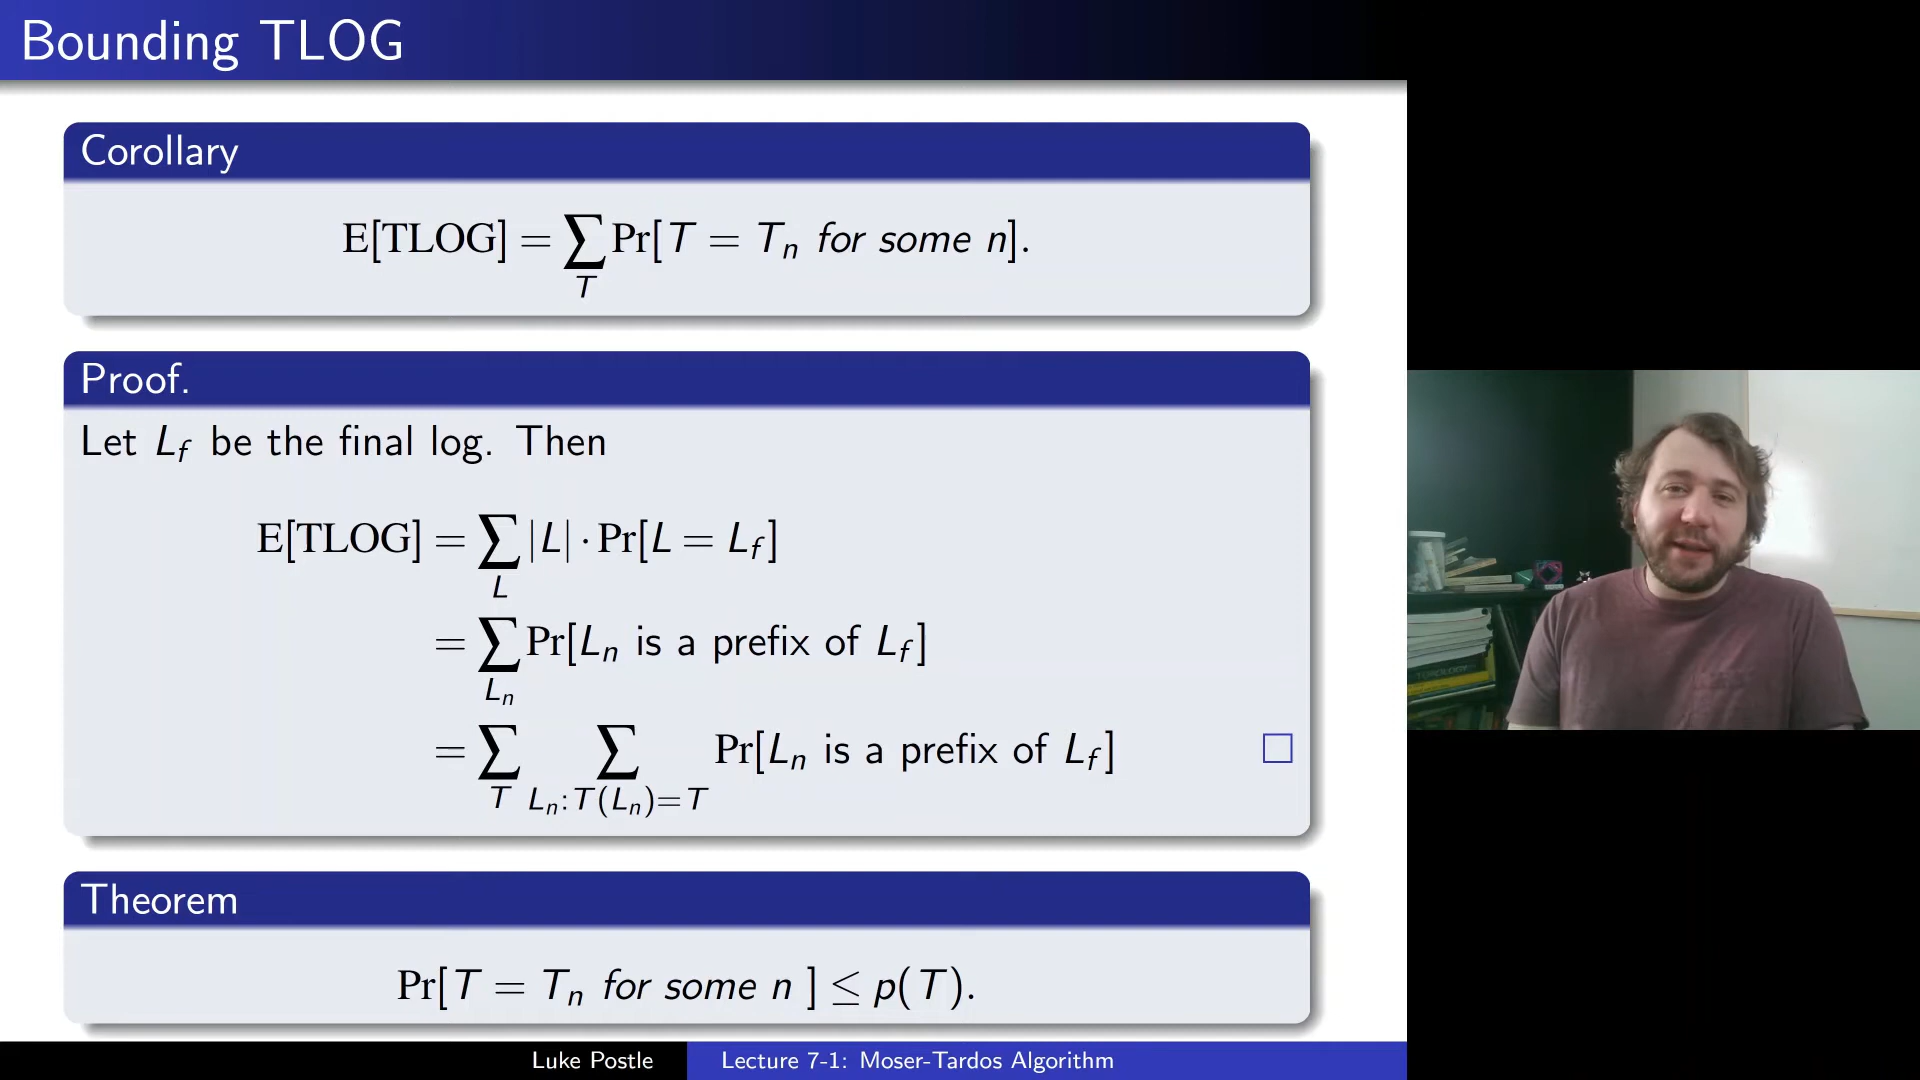 Bounding TLOG
Corollary
E[TLOG] = ∑_T Pr[T = T_n for some n].
Proof.
Let L_f be the final log. Then
E[TLOG] = ∑_L |L| · Pr[L = L_f]
= ∑_{L_n} Pr[L_n is a prefix of L_f]
= ∑_T ∑_{L_n:T(L_n)=T} Pr[L_n is a prefix of L_f] □
Theorem
Pr[T = T_n for some n ] ≤ p(T).
Luke Postle
Lecture 7-1: Moser-Tardos Algorithm